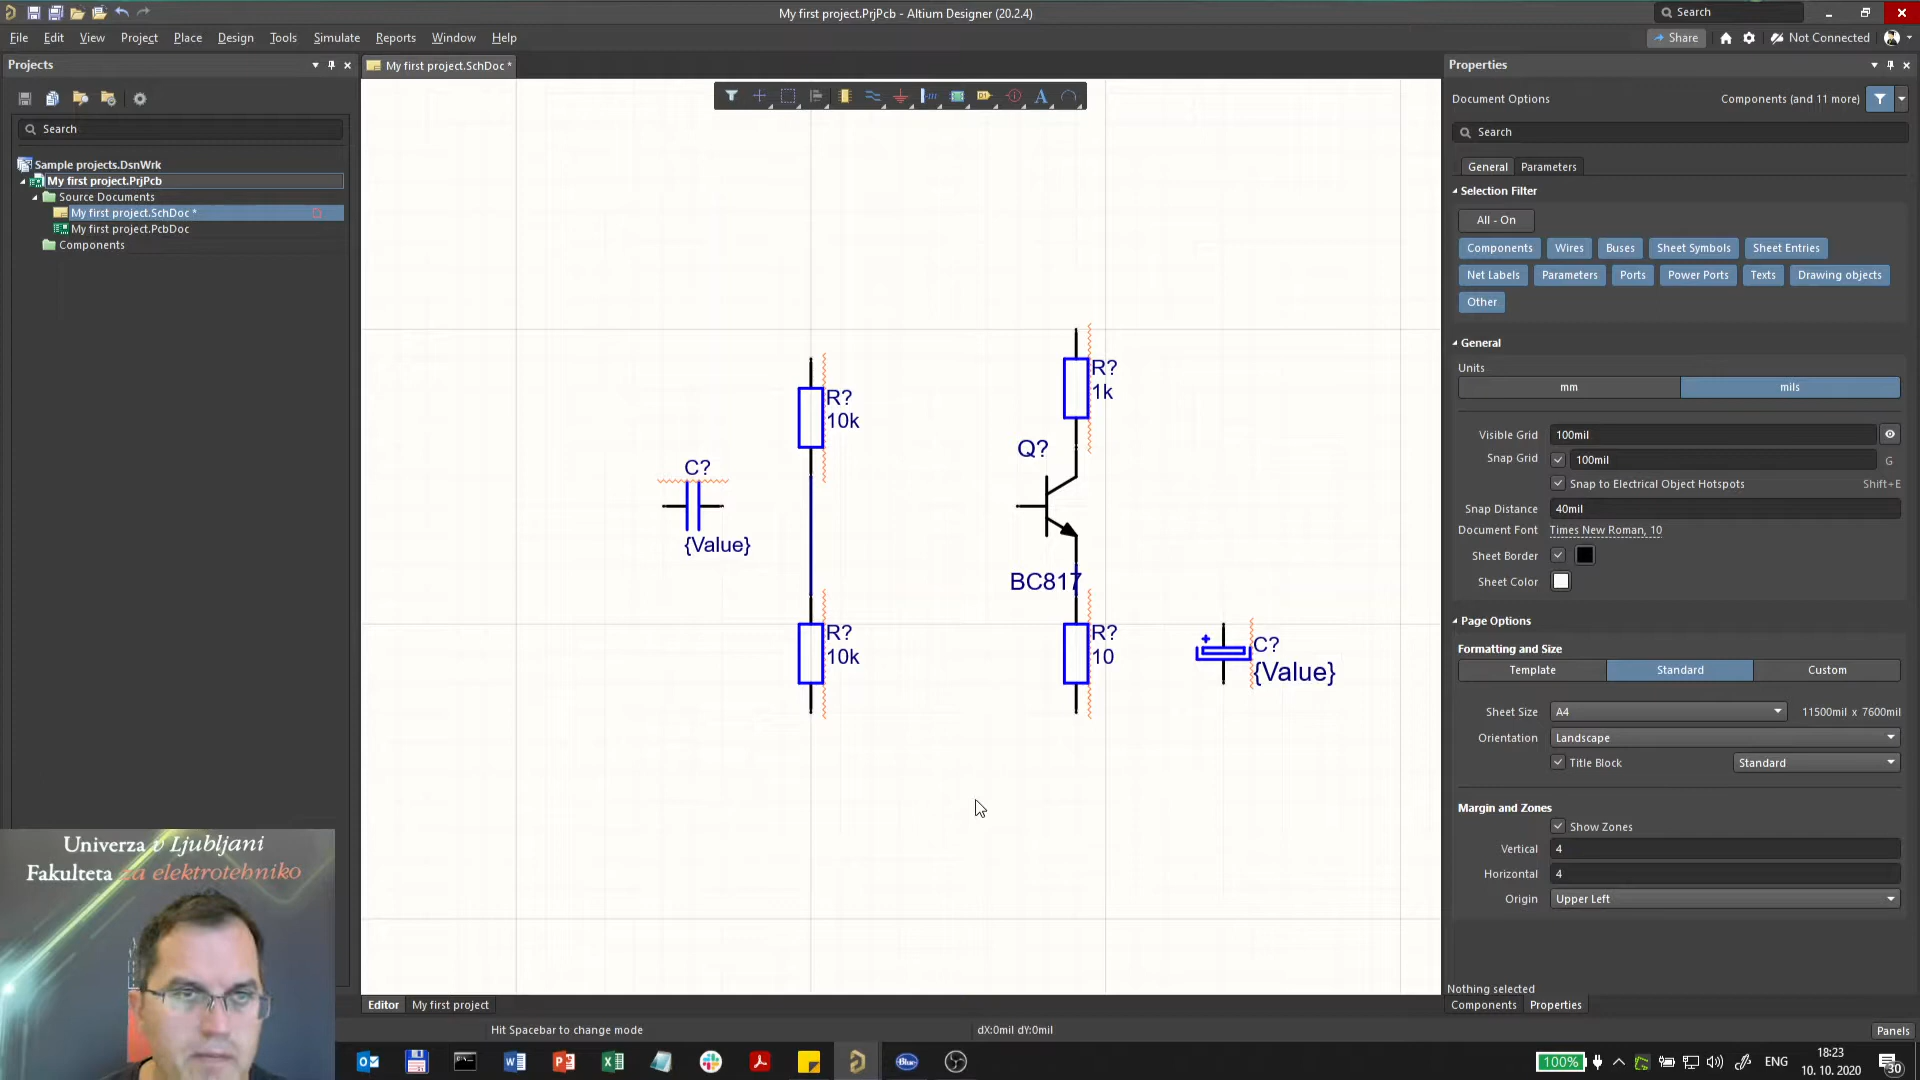 My first project.PrjPcb - Altium Designer (20.2.4)
Search
File Edit View Project Place Design Tools Simulate Reports Window Help
Share
Not Connected
Projects
My first project.SchDoc *
Search
Sample projects.DsnWrk
My first project.PrjPcb
Source Documents
My first project.SchDoc *
My first project.PcbDoc
Components
R?
10k
R?
1k
Q?
C?
{Value}
BC817
R?
10k
R?
10
C?
{Value}
Properties
Document Options
Components (and 11 more)
Search
General Parameters
Selection Filter
All - On
Components Wires Buses Sheet Symbols Sheet Entries
Net Labels Parameters Ports Power Ports Texts Drawing objects
Other
General
Units
mm mils
Visible Grid 100mil
Snap Grid 100mil G
Snap to Electrical Object Hotspots Shift+E
Snap Distance 40mil
Document Font Times New Roman, 10
Sheet Border
Sheet Color
Page Options
Formatting and Size
Template Standard Custom
Sheet Size A4 11500mil x 7600mil
Orientation Landscape
Title Block Standard
Margin and Zones
Show Zones
Vertical 4
Horizontal 4
Origin Upper Left
Nothing selected
Components Properties
Univerza v Ljubljani
Fakulteta za elektrotehniko
Editor My first project
Hit Spacebar to change mode
dX:0mil dY:0mil
Panels
Blue
100%
ENG
18:23
10. 10. 2020
30